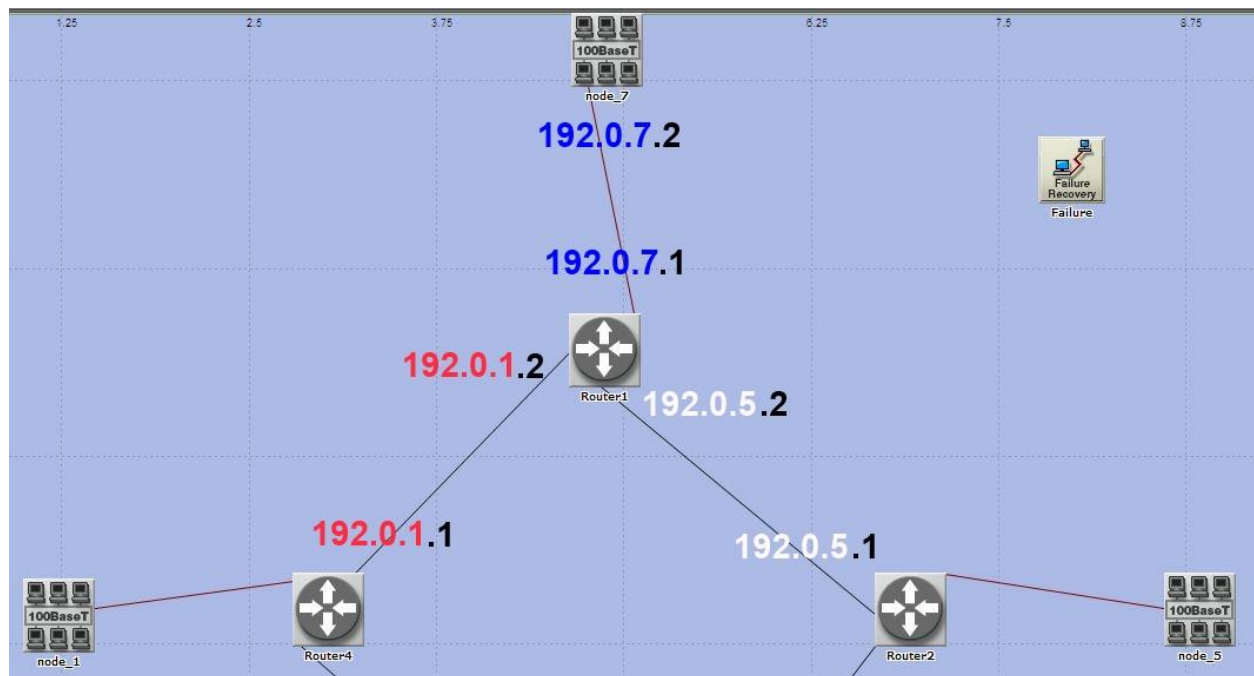 1.25 2.5 3.75 6.25 7.5 8.75
100BaseT
node_7
192.0.7.2
Failure
Recovery
Failure
192.0.7.1
192.0.1.2
Router1
192.0.5.2
192.0.1.1
192.0.5.1
100BaseT
node_1
Router4
Router2
100BaseT
node_5